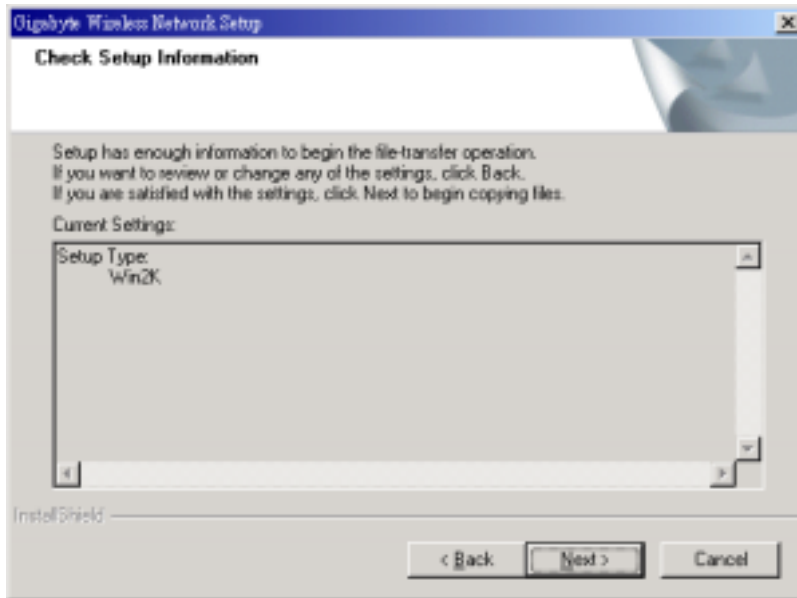 Gigabyte Wireless Network Setup
Check Setup Information
Setup has enough information to begin the file-transfer operation.
If you want to review or change any of the settings, click Back.
If you are satisfied with the settings, click Next to begin copying files.
Current Settings:
Setup Type:
Win2K
InstallShield
< Back
Next >
Cancel